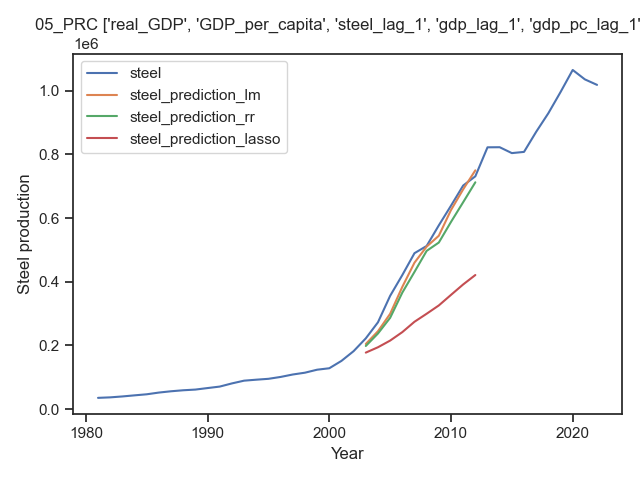 05_PRC ['real_GDP', 'GDP_per_capita', 'steel_lag_1', 'gdp_lag_1', 'gdp_pc_lag_1'
1e6
steel
steel_prediction_lm
steel_prediction_rr
steel_prediction_lasso
1.0
0.8
0.6
0.4
0.2
0.0
Steel production
1980
1990
2000
2010
2020
Year